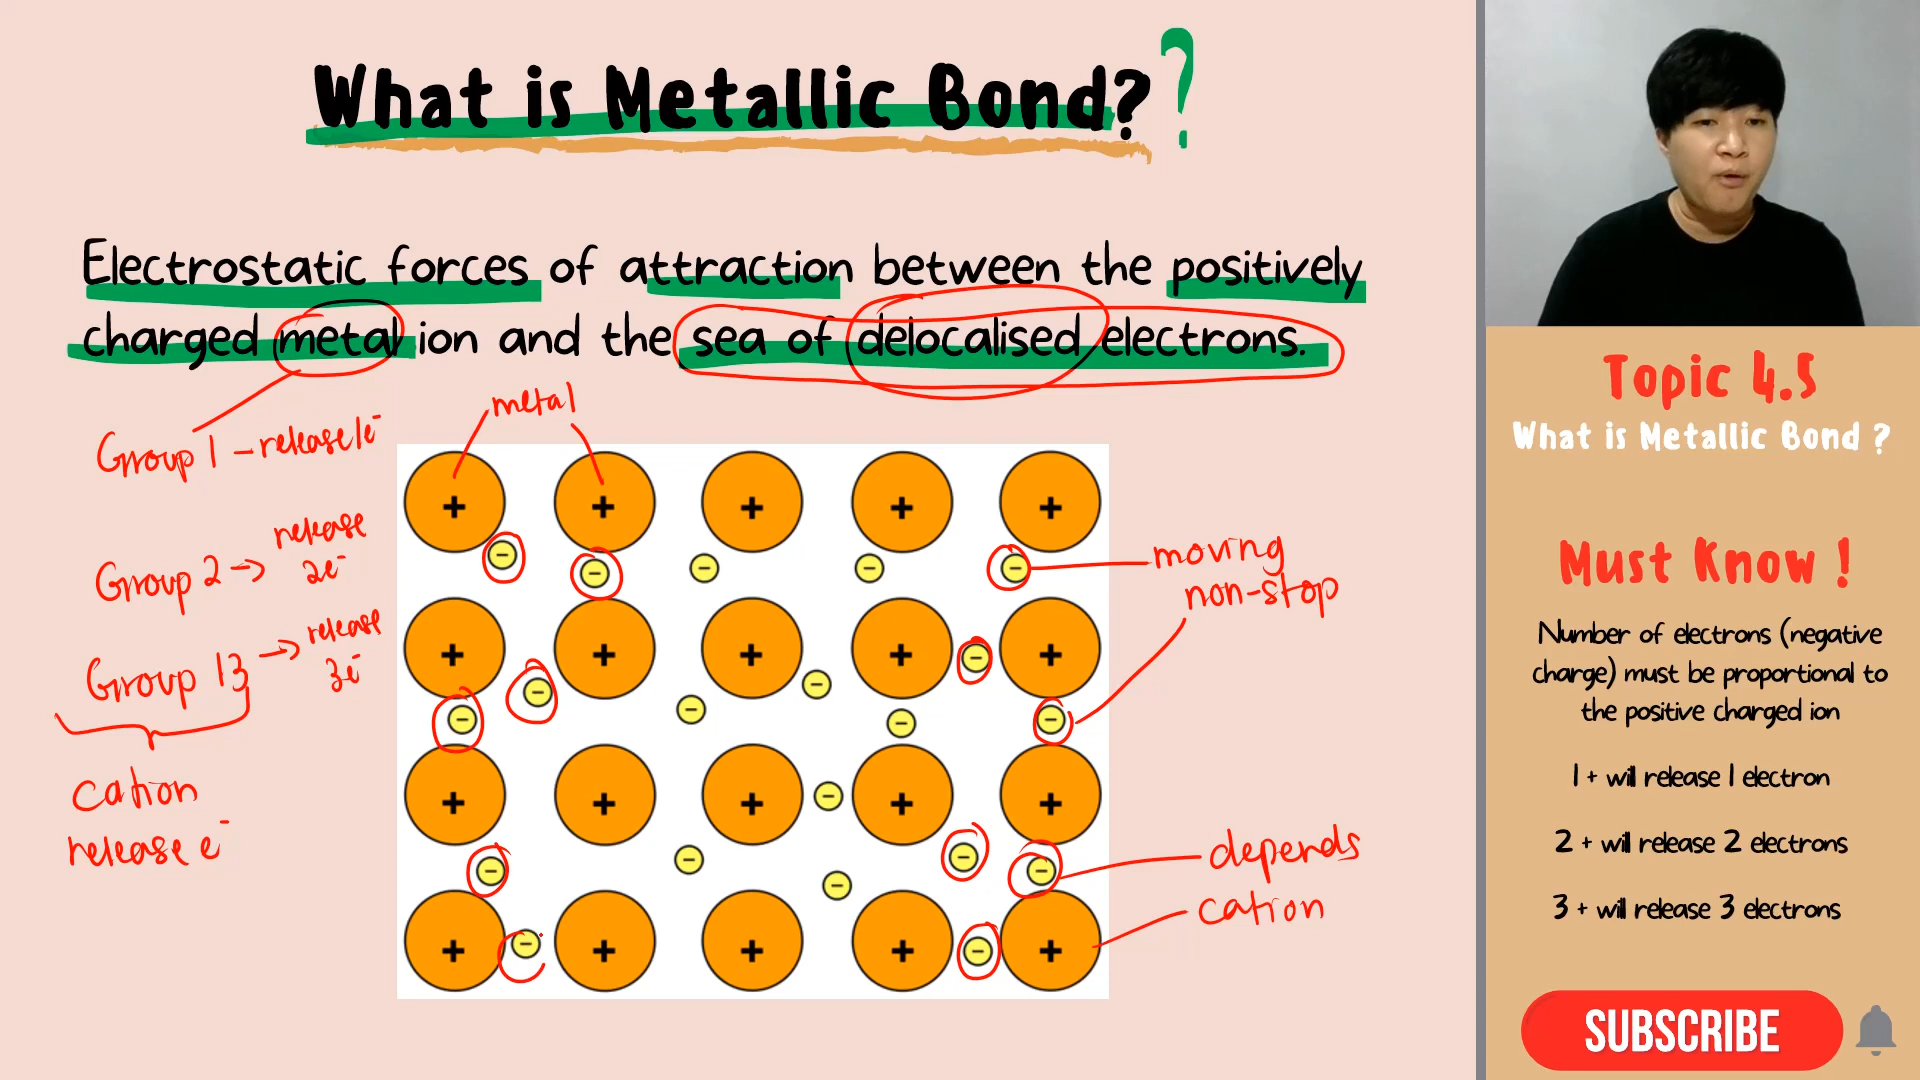 What is Metallic Bond?
?
Electrostatic forces of attraction between the positively
charged metal ion and the sea of delocalised electrons.
metal
Group 1 – release 1e⁻
Group 2 → release
2e⁻
Group 13 → release
3e⁻
cation
release e⁻
+ + + + +
− − − − −
+ + + + +
− − − − − − − −
+ + + + +
− − − − − −
+ + + + +
− −
moving
non-stop
depends
cation
Topic 4.5
What is Metallic Bond ?
Must Know !
Number of electrons (negative
charge) must be proportional to
the positive charged ion
1 + will release 1 electron
2 + will release 2 electrons
3 + will release 3 electrons
SUBSCRIBE